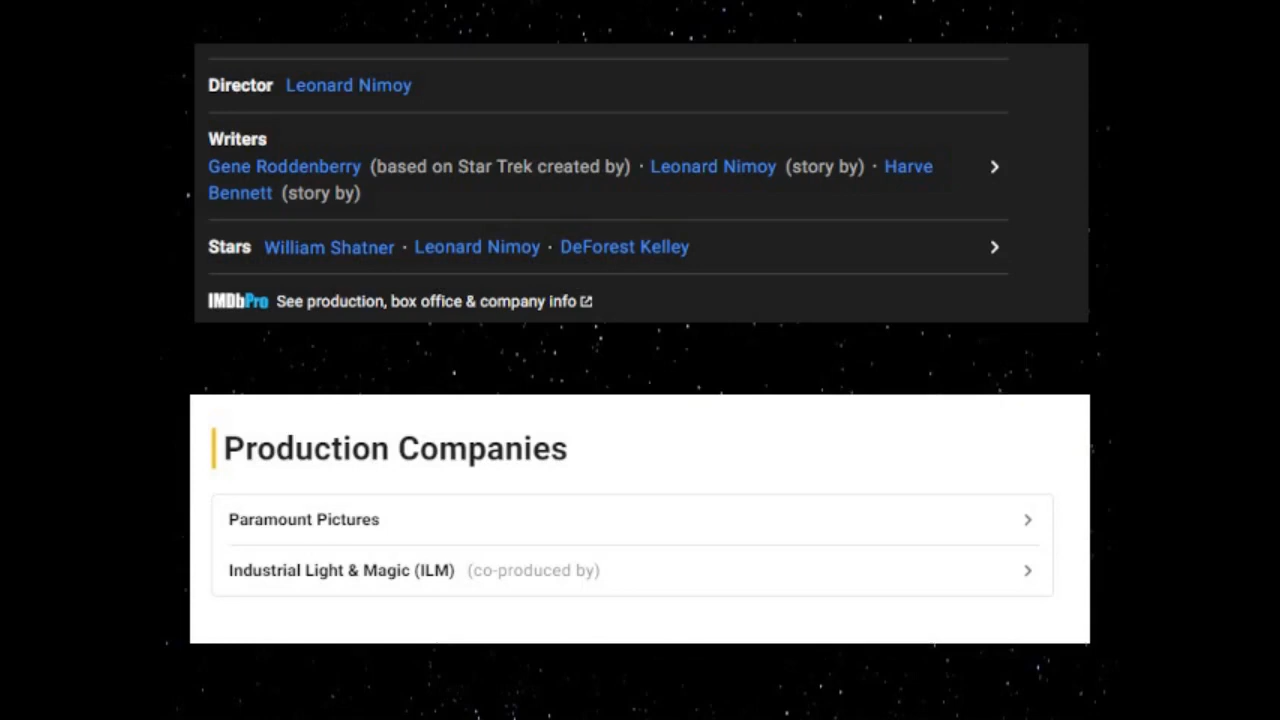 Director Leonard Nimoy
Writers
Gene Roddenberry (based on Star Trek created by) · Leonard Nimoy (story by) · Harve
Bennett (story by)
Stars William Shatner · Leonard Nimoy · DeForest Kelley
IMDbPro See production, box office & company info
Production Companies
Paramount Pictures
Industrial Light & Magic (ILM) (co-produced by)